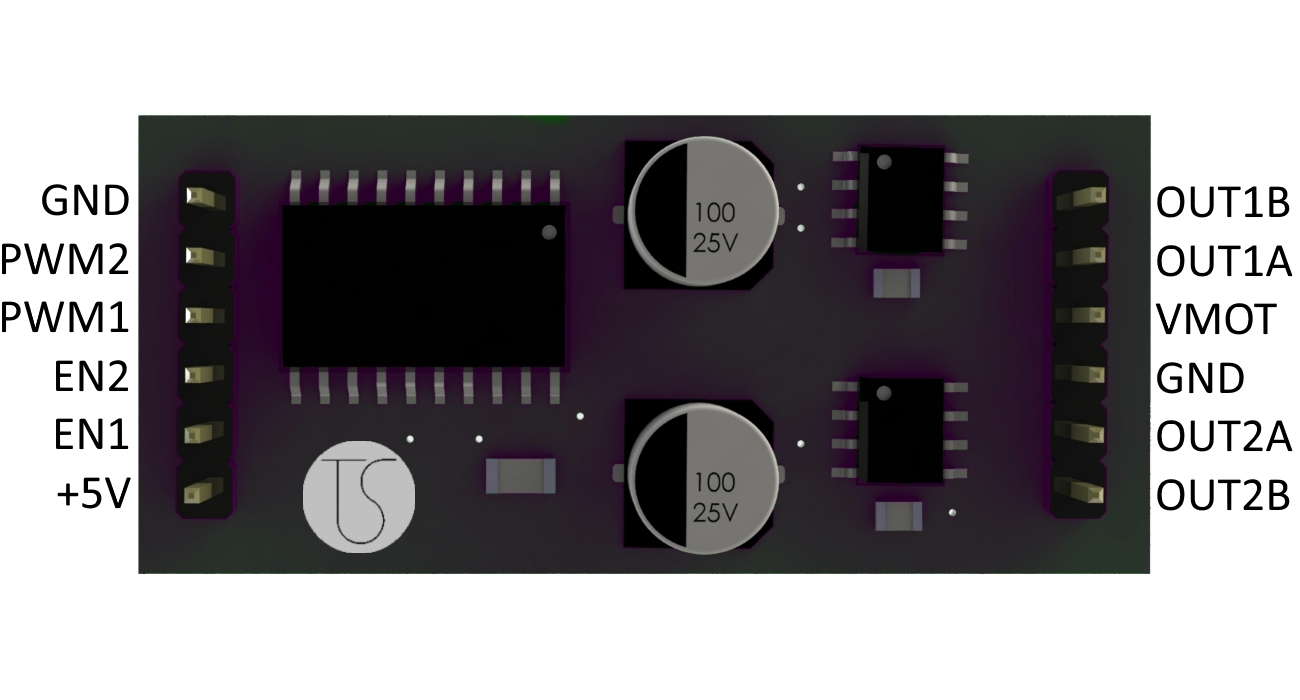 GND
PWM2
PWM1
EN2
EN1
+5V
TS
100
25V
100
25V
OUT1B
OUT1A
VMOT
GND
OUT2A
OUT2B